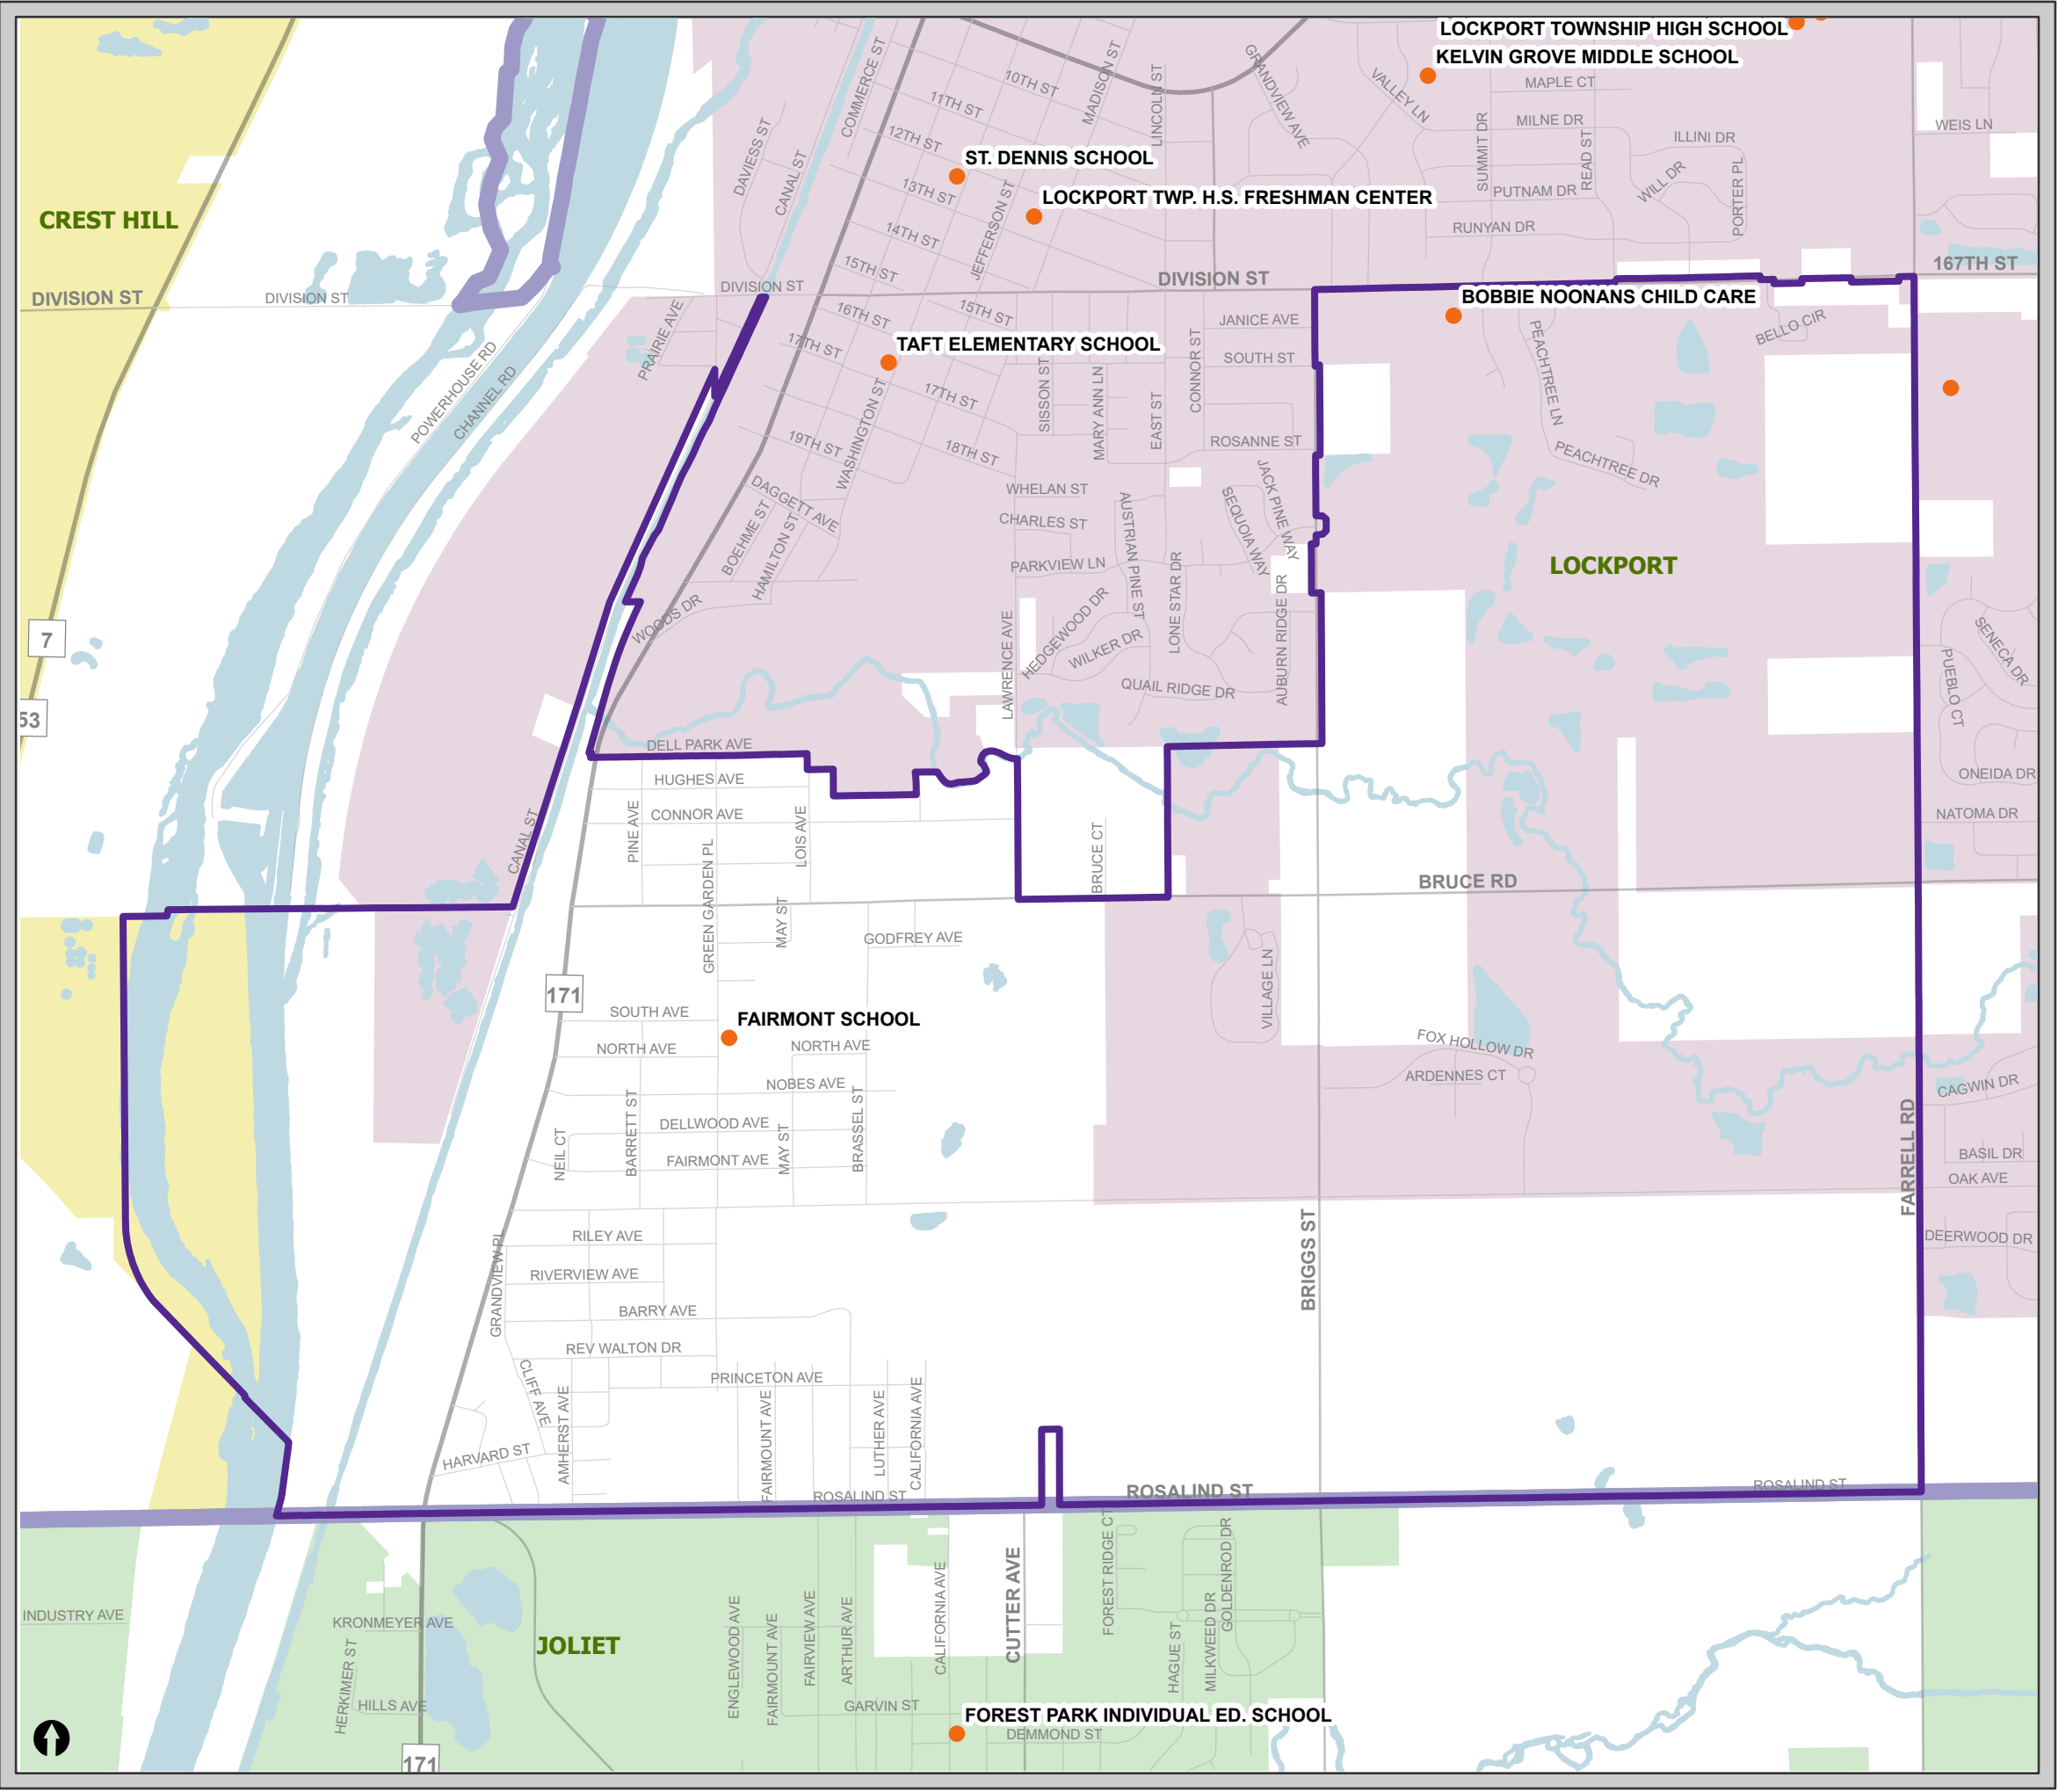 LOCKPORT TOWNSHIP HIGH SCHOOL
KELVIN GROVE MIDDLE SCHOOL
COMMERCE ST
MADISON ST
LINCOLN ST
GRANDVIEW AVE
VALLEY LN
MAPLE CT
10TH ST
11TH ST
12TH ST
MILNE DR
WEIS LN
ILLINI DR
SUMMIT DR
READ ST
DAVIESS ST
CANAL ST
ST. DENNIS SCHOOL
13TH ST
LOCKPORT TWP. H.S. FRESHMAN CENTER
PUTNAM DR
WILL DR
PORTER PL
CREST HILL
14TH ST
JEFFERSON ST
RUNYAN DR
15TH ST
167TH ST
DIVISION ST
DIVISION ST
DIVISION ST
DIVISION ST
BOBBIE NOONANS CHILD CARE
16TH ST
15TH ST
JANICE AVE
PRAIRIE AVE
17TH ST
TAFT ELEMENTARY SCHOOL
CONNOR ST
SOUTH ST
PEACHTREE LN
BELLO CIR
POWERHOUSE RD
CHANNEL RD
17TH ST
SISSON ST
MARY ANN LN
EAST ST
WASHINGTON ST
19TH ST
18TH ST
ROSANNE ST
PEACHTREE DR
DAGGETT AVE
WHELAN ST
JACK PINE WAY
SEQUOIA WAY
BOEHME ST
HAMILTON ST
CHARLES ST
AUSTRIAN PINE ST
PARKVIEW LN
LONE STAR DR
LOCKPORT
WOODS DR
7
LAWRENCE AVE
HEDGEWOOD DR
WILKER DR
AUBURN RIDGE DR
SENECA DR
PUEBLO CT
QUAIL RIDGE DR
53
DELL PARK AVE
HUGHES AVE
ONEIDA DR
CANAL ST
PINE AVE
CONNOR AVE
LOIS AVE
NATOMA DR
BRUCE CT
GREEN GARDEN PL
BRUCE RD
MAY ST
GODFREY AVE
VILLAGE LN
171
SOUTH AVE
FAIRMONT SCHOOL
NORTH AVE
NORTH AVE
FOX HOLLOW DR
ARDENNES CT
NOBES AVE
CAGWIN DR
BARRETT ST
BRASSEL ST
DELLWOOD AVE
NEIL CT
MAY ST
FAIRMONT AVE
FARRELL RD
BASIL DR
OAK AVE
GRANDVIEW PL
RILEY AVE
DEERWOOD DR
BRIGGS ST
RIVERVIEW AVE
BARRY AVE
REV WALTON DR
CLIFF AVE
PRINCETON AVE
AMHERST AVE
FAIRMOUNT AVE
LUTHER AVE
CALIFORNIA AVE
HARVARD ST
ROSALIND ST
ROSALIND ST
ROSALIND ST
INDUSTRY AVE
KRONMEYER AVE
HERKIMER ST
JOLIET
ENGLEWOOD AVE
FAIRMOUNT AVE
FAIRVIEW AVE
ARTHUR AVE
CALIFORNIA AVE
CUTTER AVE
FOREST RIDGE CT
HAGUE ST
MILKWEED DR
GOLDENROD DR
HILLS AVE
GARVIN ST
FOREST PARK INDIVIDUAL ED. SCHOOL
DEMMOND ST
171